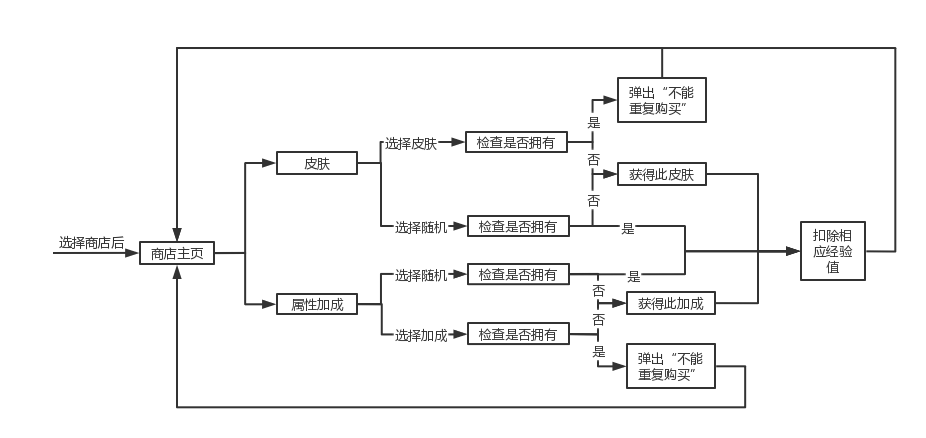 弹出“不能
重复购买”
是
选择皮肤
检查是否拥有
皮肤
否
获得此皮肤
否
选择随机
检查是否拥有
是
选择商店后
商店主页
扣除相
应经验
值
选择随机
检查是否拥有
是
属性加成
否
获得此加成
否
选择加成
检查是否拥有
是
弹出“不能
重复购买”